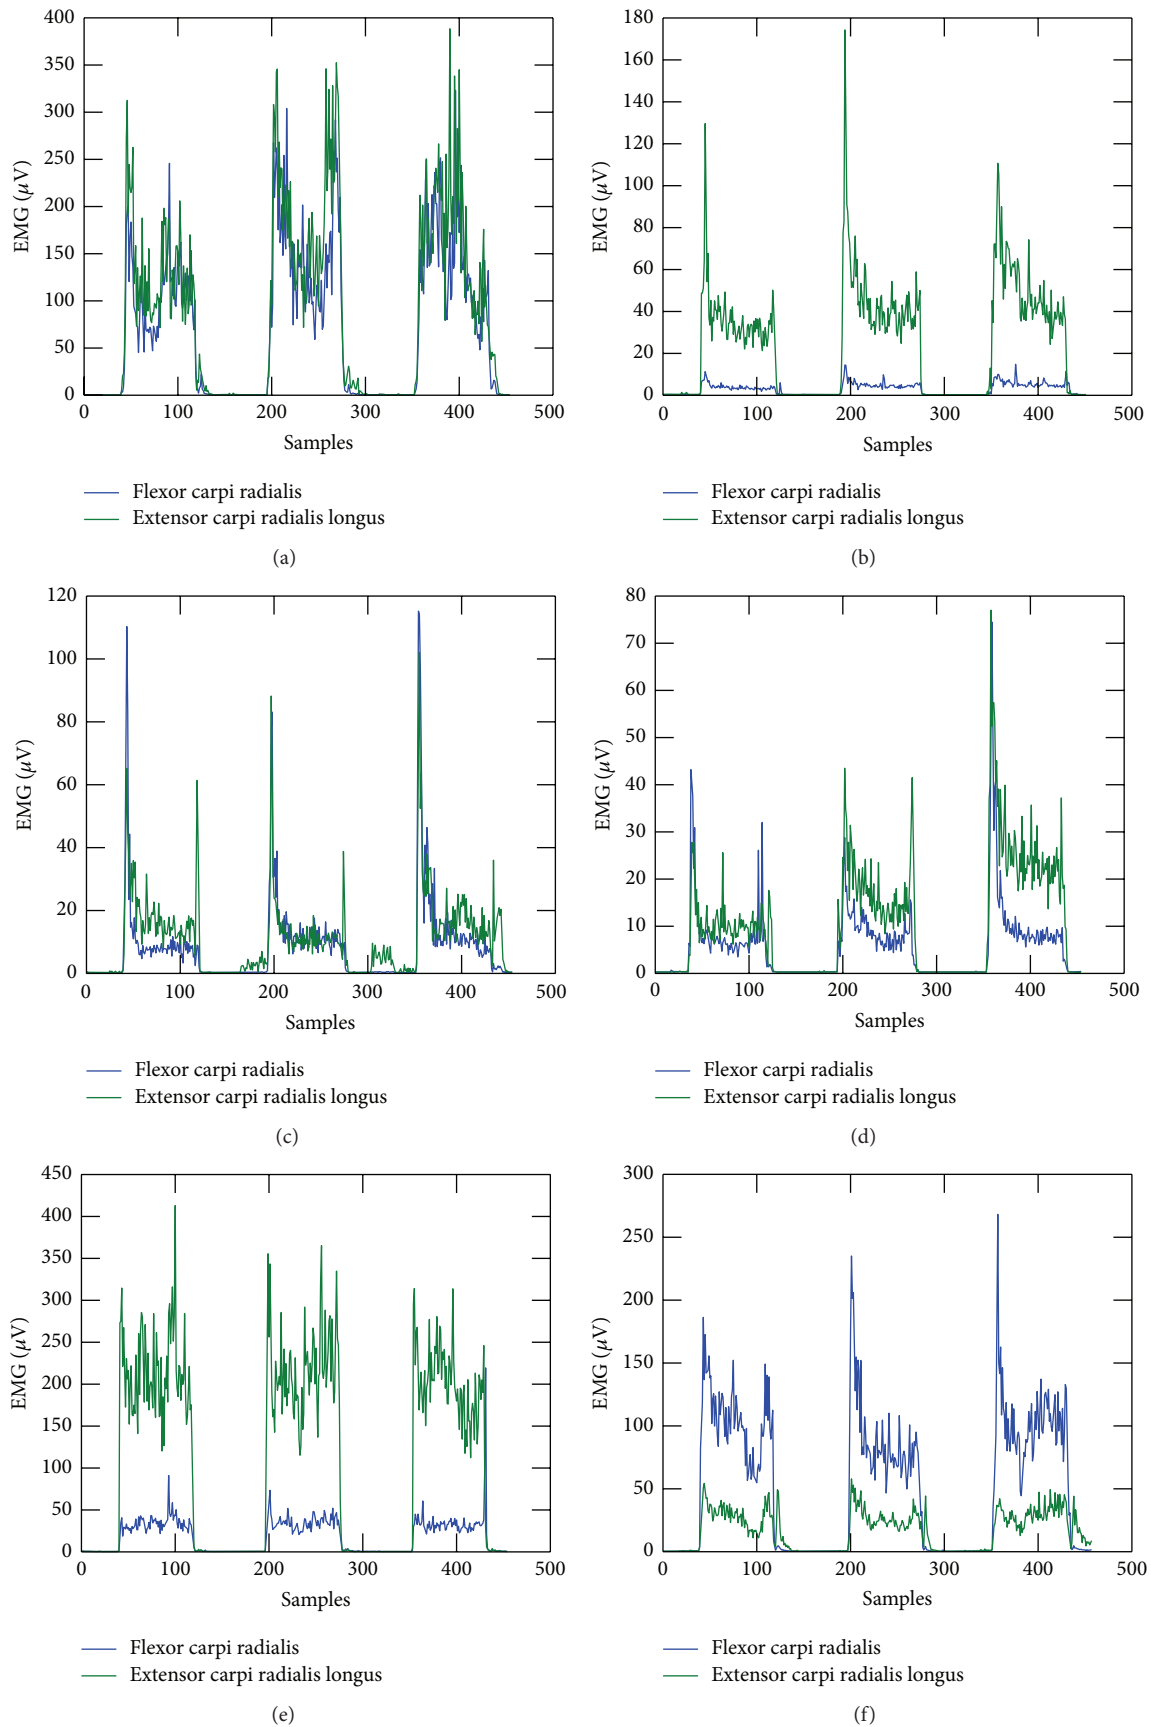 400
350
300
250
200
150
100
50
0
EMG (μV)
0 100 200 300 400 500
Samples
Flexor carpi radialis
Extensor carpi radialis longus
(a)
180
160
140
120
100
80
60
40
20
0
EMG (μV)
0 100 200 300 400 500
Samples
Flexor carpi radialis
Extensor carpi radialis longus
(b)
120
100
80
60
40
20
0
EMG (μV)
0 100 200 300 400 500
Samples
Flexor carpi radialis
Extensor carpi radialis longus
(c)
80
70
60
50
40
30
20
10
0
EMG (μV)
0 100 200 300 400 500
Samples
Flexor carpi radialis
Extensor carpi radialis longus
(d)
450
400
350
300
250
200
150
100
50
0
EMG (μV)
0 100 200 300 400 500
Samples
Flexor carpi radialis
Extensor carpi radialis longus
(e)
300
250
200
150
100
50
0
EMG (μV)
0 100 200 300 400 500
Samples
Flexor carpi radialis
Extensor carpi radialis longus
(f)